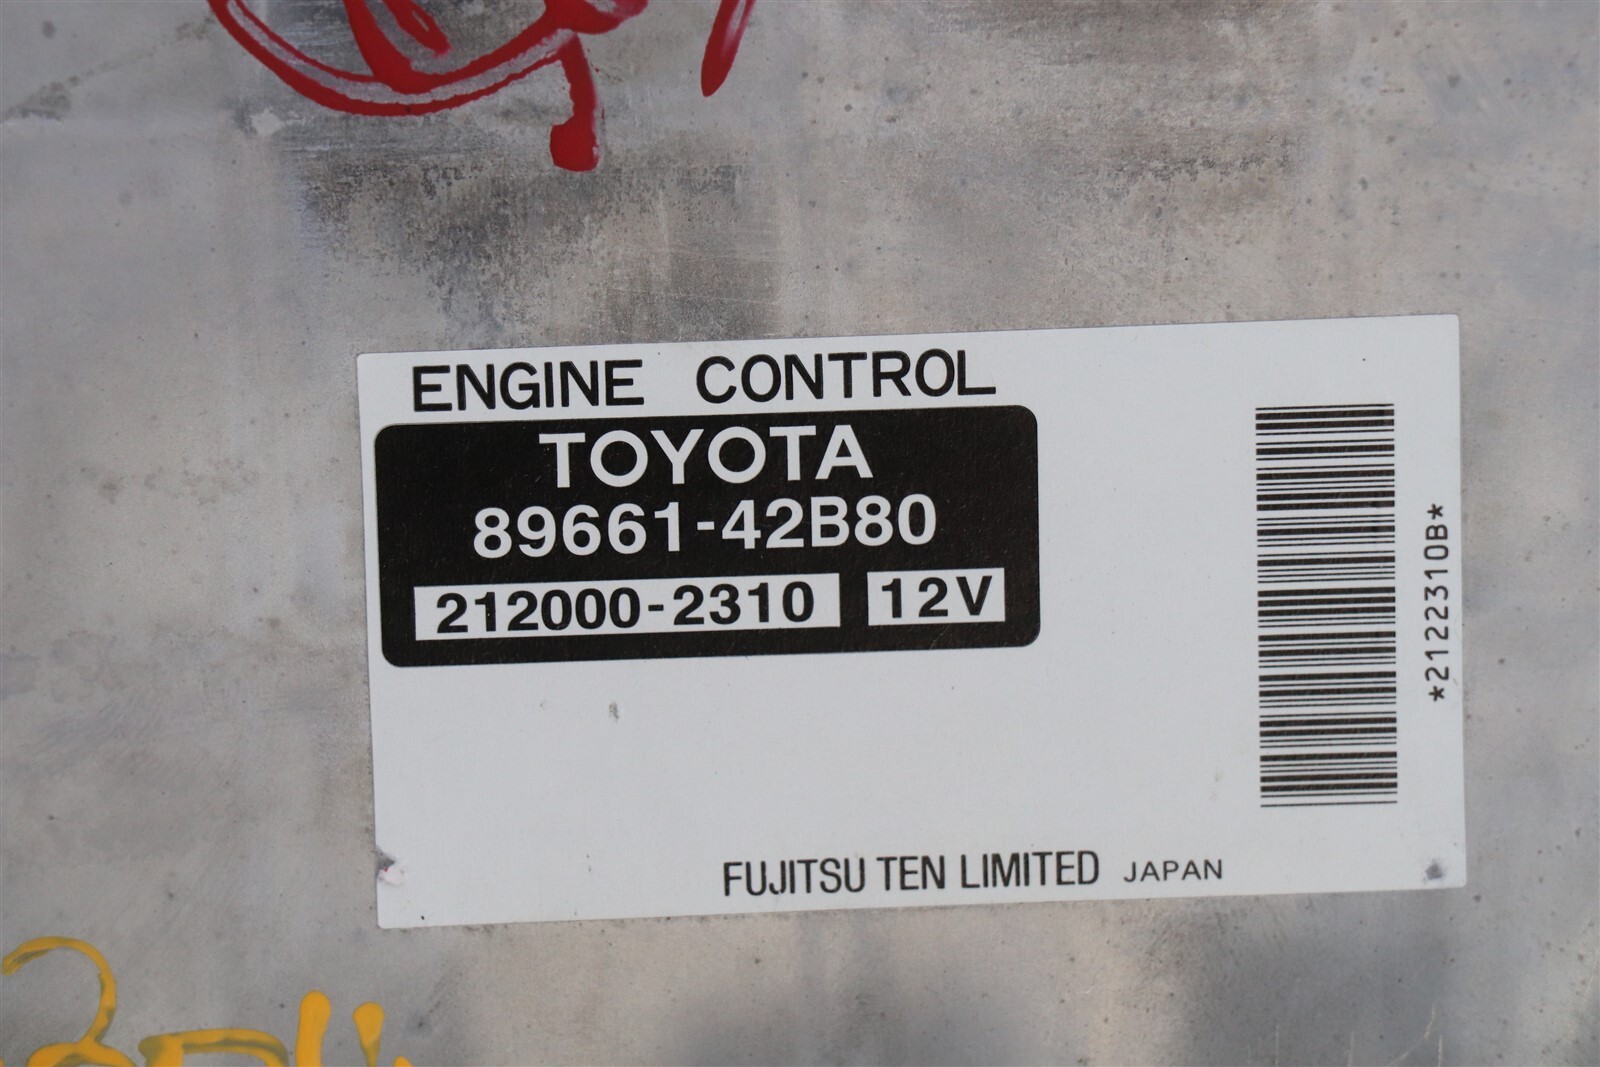 ENGINE CONTROL
TOYOTA
89661-42B80
212000-2310 12V
*2122310B*
FUJITSU TEN LIMITED JAPAN